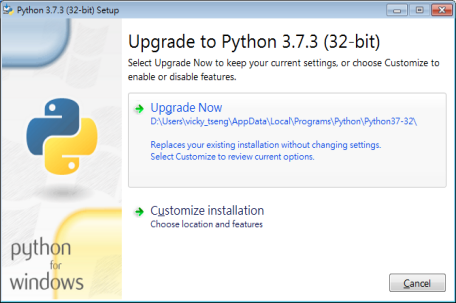 Python 3.7.3 (32-bit) Setup
Upgrade to Python 3.7.3 (32-bit)
Select Upgrade Now to keep your current settings, or choose Customize to
enable or disable features.
Upgrade Now
D:\Users\vicky_tseng\AppData\Local\Programs\Python\Python37-32\
Replaces your existing installation without changing settings.
Select Customize to review current options.
Customize installation
Choose location and features
python
for
windows
Cancel